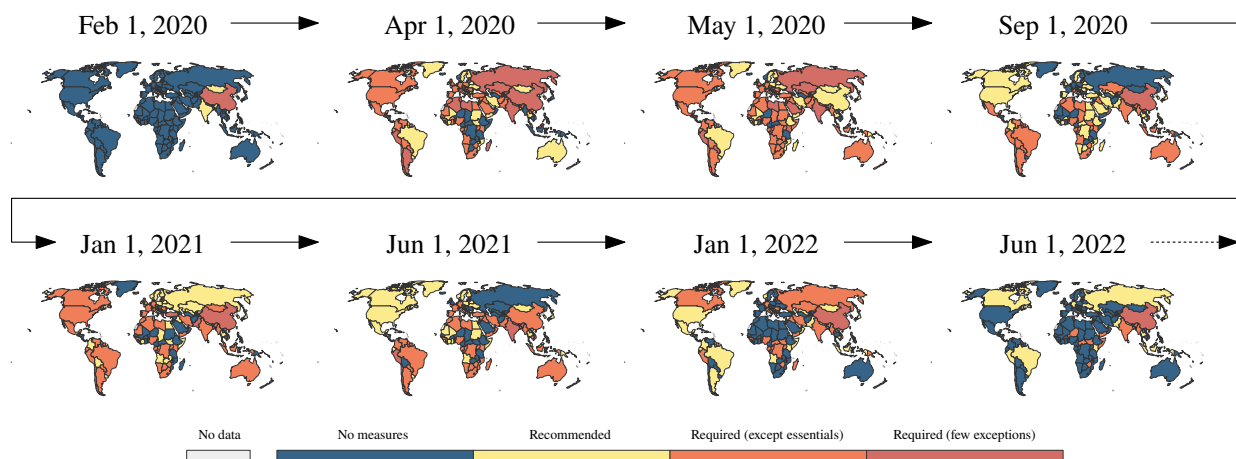 Feb 1, 2020
Apr 1, 2020
May 1, 2020
Sep 1, 2020
Jan 1, 2021
Jun 1, 2021
Jan 1, 2022
Jun 1, 2022
No data
No measures
Recommended
Required (except essentials)
Required (few exceptions)